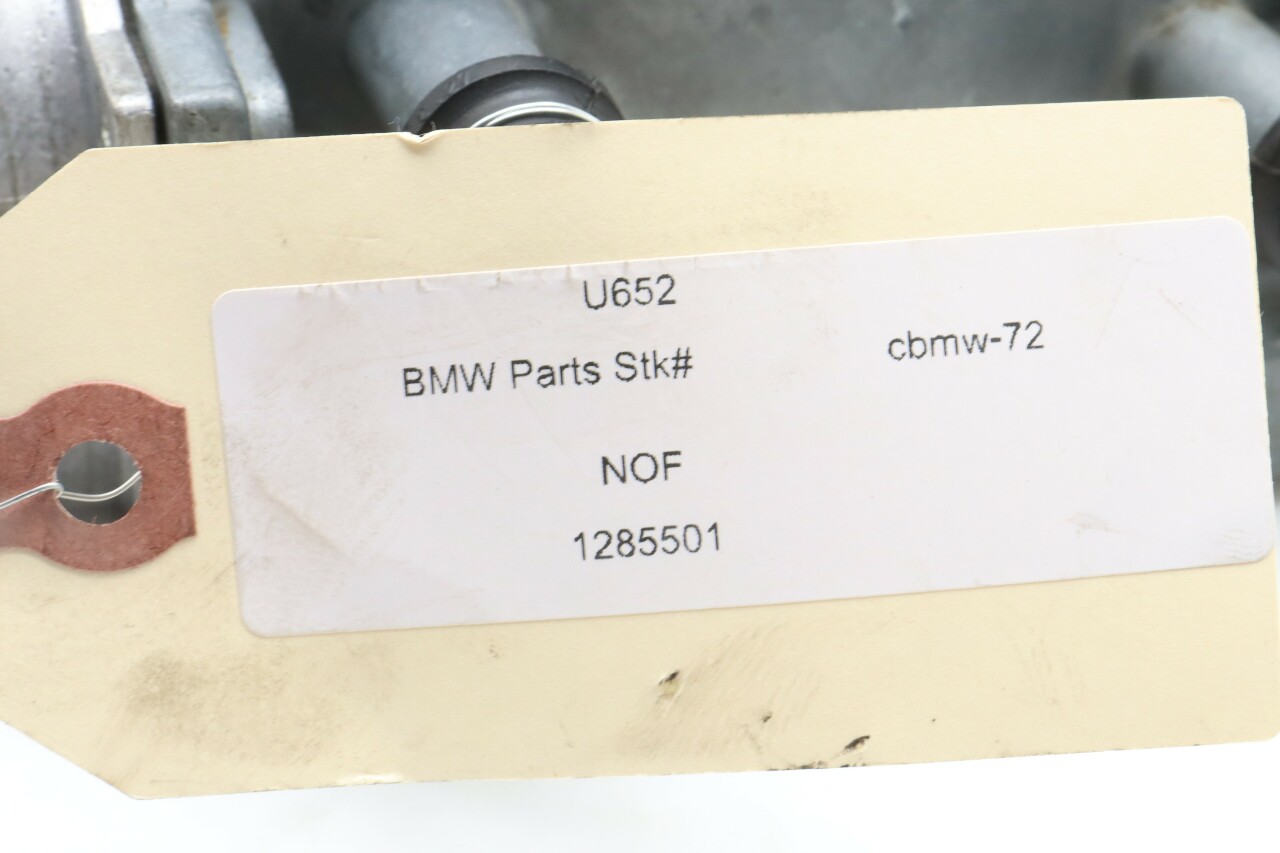 U652
BMW Parts Stk# cbmw-72
NOF
1285501